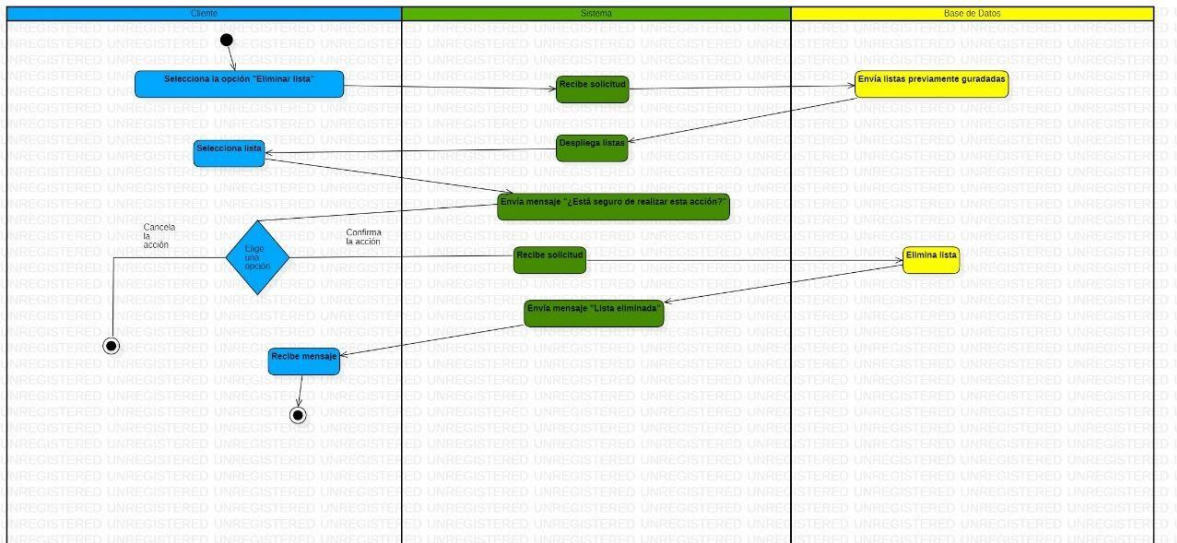 Cliente
Sistema
Base de Datos
Selecciona la opción "Eliminar lista"
Recibe solicitud
Envía listas previamente guradadas
Selecciona lista
Despliega listas
Envía mensaje "¿Está seguro de realizar esta acción?"
Cancela
la
acción
Elige
una
opción
Confirma
la acción
Recibe solicitud
Elimina lista
Envía mensaje "Lista eliminada"
Recibe mensaje
UNREGISTERED